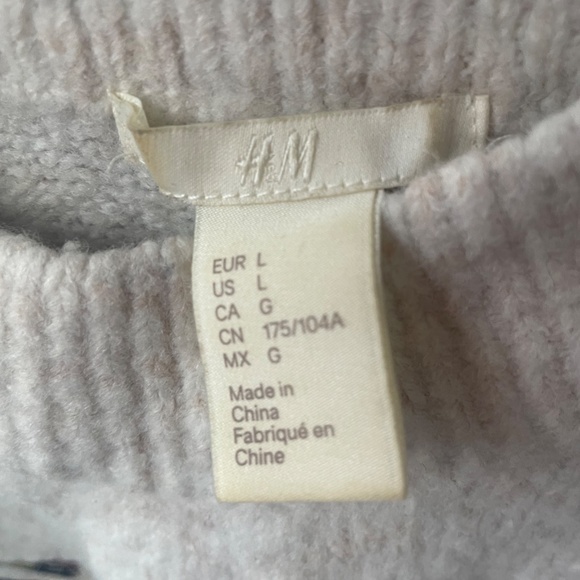 H&M
EUR L
US L
CA G
CN 175/104A
MX G
Made in
China
Fabriqué en
Chine